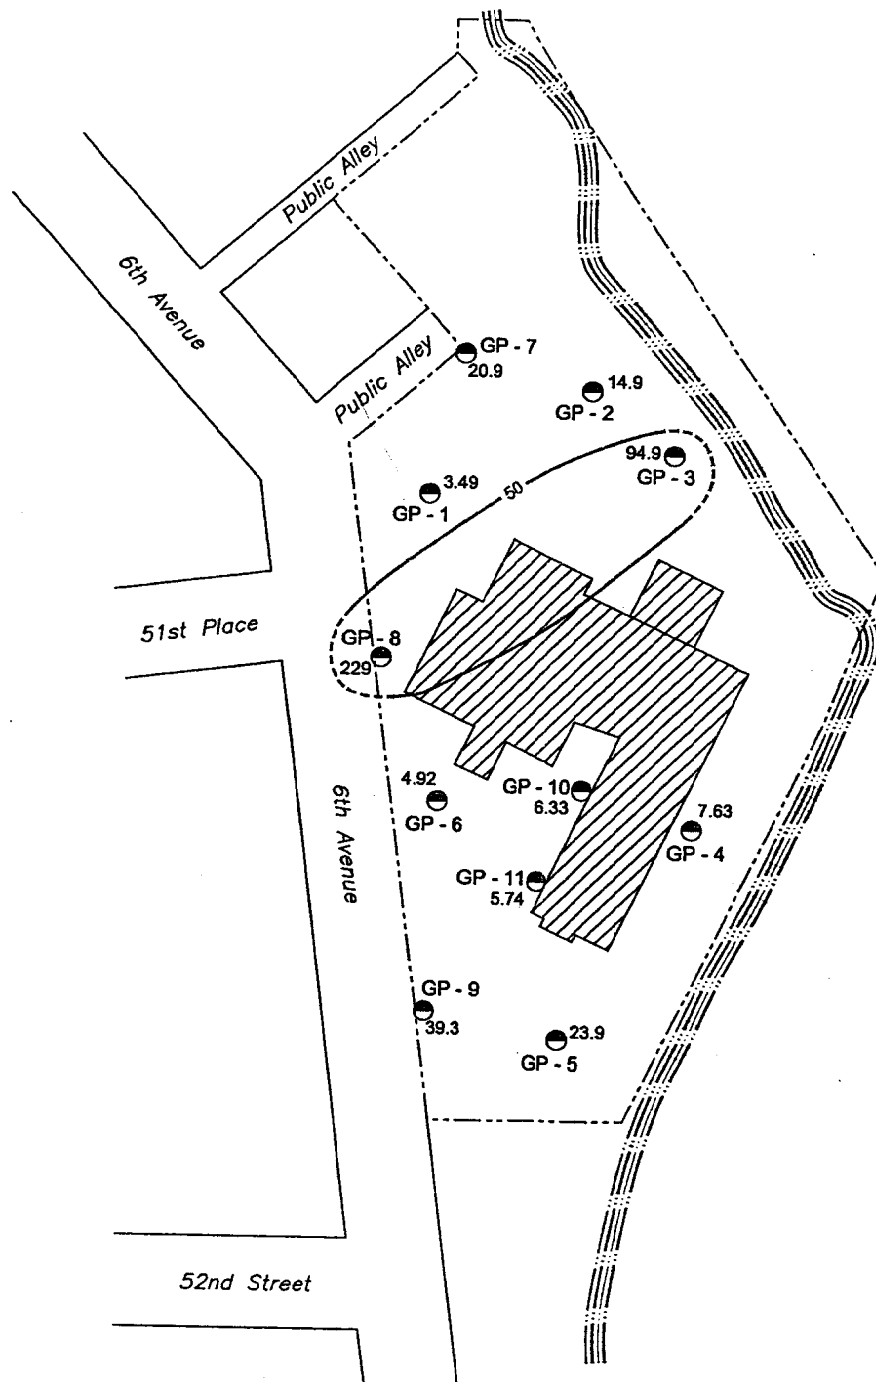 Public Alley
6th Avenue
Public Alley
GP - 7
20.9
14.9
GP - 2
94.9
GP - 3
3.49
GP - 1
50
51st Place
GP - 8
229
4.92
GP - 6
GP - 10
6.33
7.63
GP - 4
6th Avenue
GP - 11
5.74
GP - 9
39.3
23.9
GP - 5
52nd Street